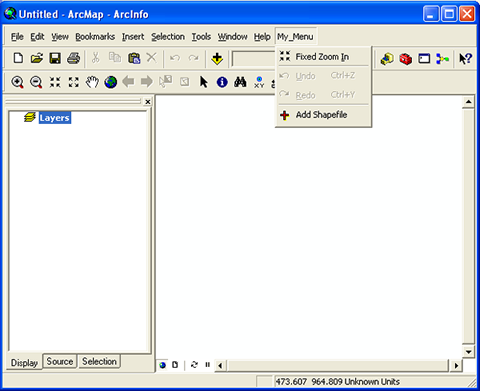 Untitled - ArcMap - ArcInfo
File Edit View Bookmarks Insert Selection Tools Window Help My_Menu
Fixed Zoom In
Undo Ctrl+Z
Redo Ctrl+Y
Add Shapefile
Layers
Display Source Selection
473.607 964.809 Unknown Units